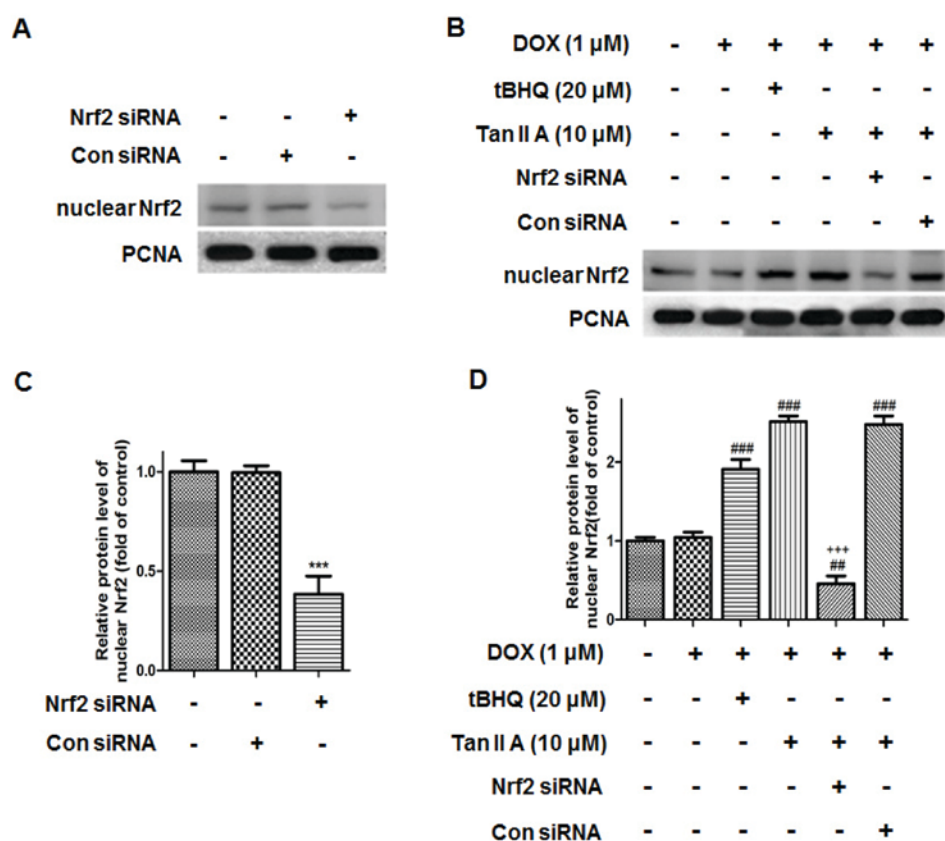 A
Nrf2 siRNA - - +
Con siRNA - + -
nuclear Nrf2
PCNA
B
DOX (1 μM) - + + + + +
tBHQ (20 μM) - - + - - -
Tan II A (10 μM) - - - + + +
Nrf2 siRNA - - - - + -
Con siRNA - - - - - +
nuclear Nrf2
PCNA
C
Relative protein level of
nuclear Nrf2 (fold of control)
1.0
0.5
0.0
***
Nrf2 siRNA - - +
Con siRNA - + -
D
Relative protein level of
nuclear Nrf2(fold of control)
2
1
0
###
###
+++
##
###
DOX (1 μM) - + + + + +
tBHQ (20 μM) - - + - - -
Tan II A (10 μM) - - - + + +
Nrf2 siRNA - - - - + -
Con siRNA - - - - - +